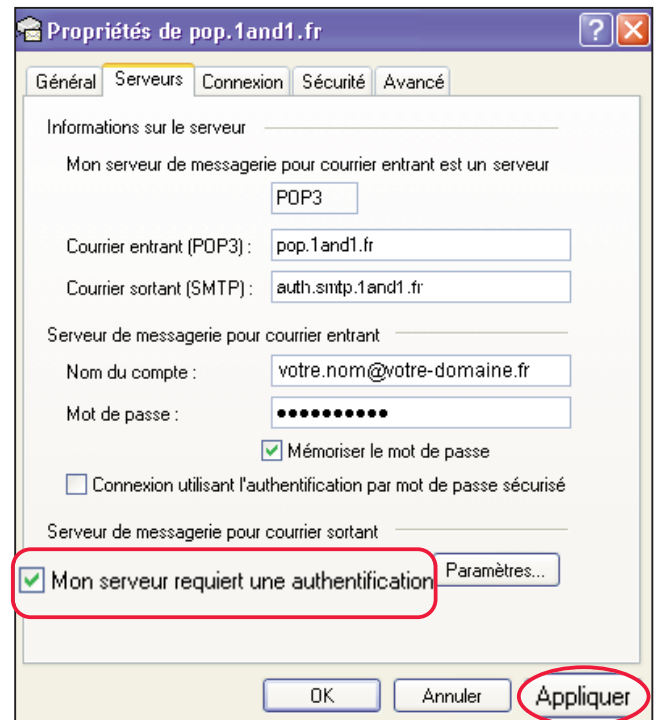 Propriétés de pop.1and1.fr
Général Serveurs Connexion Sécurité Avancé
Informations sur le serveur
Mon serveur de messagerie pour courrier entrant est un serveur
POP3
Courrier entrant (POP3) : pop.1and1.fr
Courrier sortant (SMTP) : auth.smtp.1and1.fr
Serveur de messagerie pour courrier entrant
Nom du compte : votre.nom@votre-domaine.fr
Mot de passe : ●●●●●●●●●●
Mémoriser le mot de passe
Connexion utilisant l'authentification par mot de passe sécurisé
Serveur de messagerie pour courrier sortant
Mon serveur requiert une authentification Paramètres...
OK Annuler Appliquer